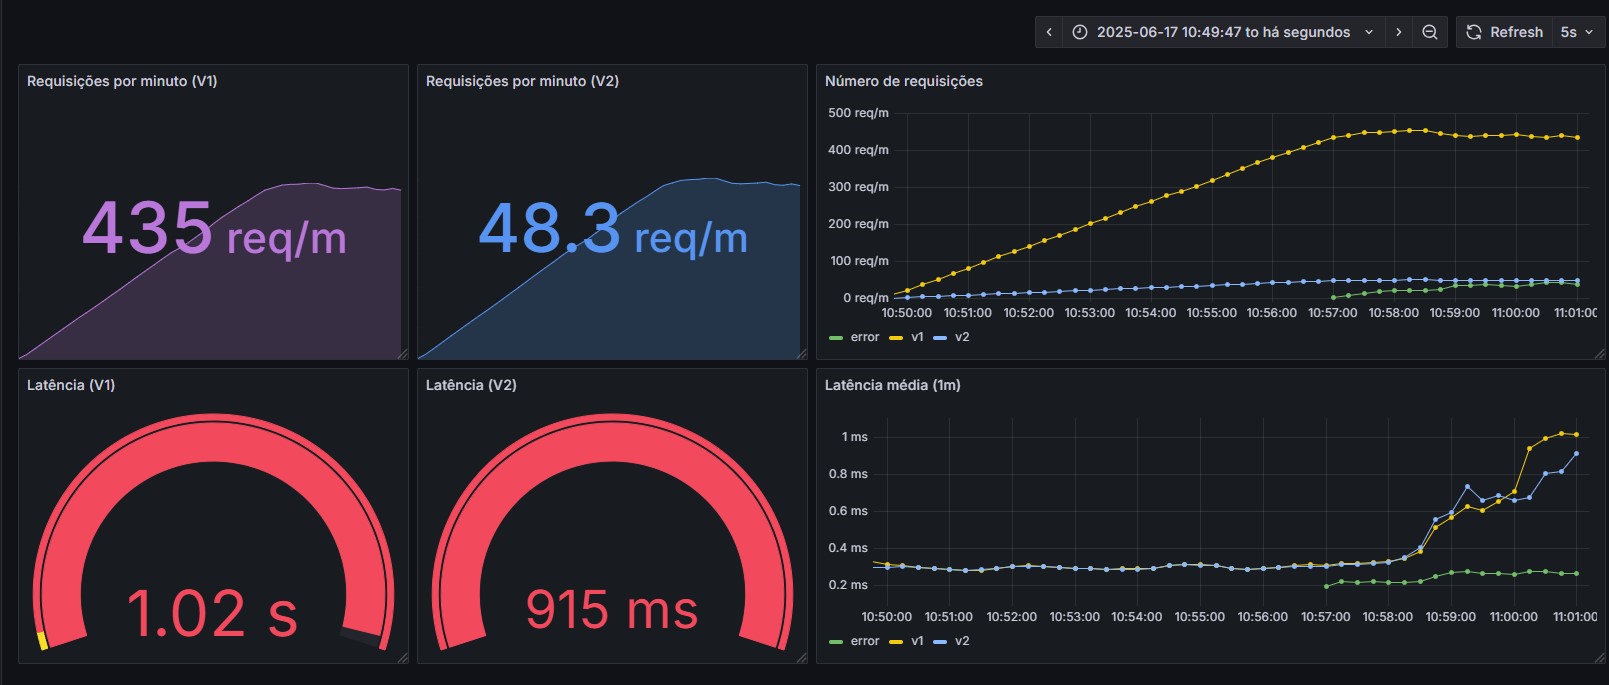 2025-06-17 10:49:47 to há segundos
Refresh
5s
Requisições por minuto (V1)
435 req/m
Requisições por minuto (V2)
48.3 req/m
Número de requisições
500 req/m
400 req/m
300 req/m
200 req/m
100 req/m
0 req/m
10:50:00 10:51:00 10:52:00 10:53:00 10:54:00 10:55:00 10:56:00 10:57:00 10:58:00 10:59:00 11:00:00 11:01:00
error v1 v2
Latência (V1)
1.02 s
Latência (V2)
915 ms
Latência média (1m)
1 ms
0.8 ms
0.6 ms
0.4 ms
0.2 ms
10:50:00 10:51:00 10:52:00 10:53:00 10:54:00 10:55:00 10:56:00 10:57:00 10:58:00 10:59:00 11:00:00 11:01:00
error v1 v2